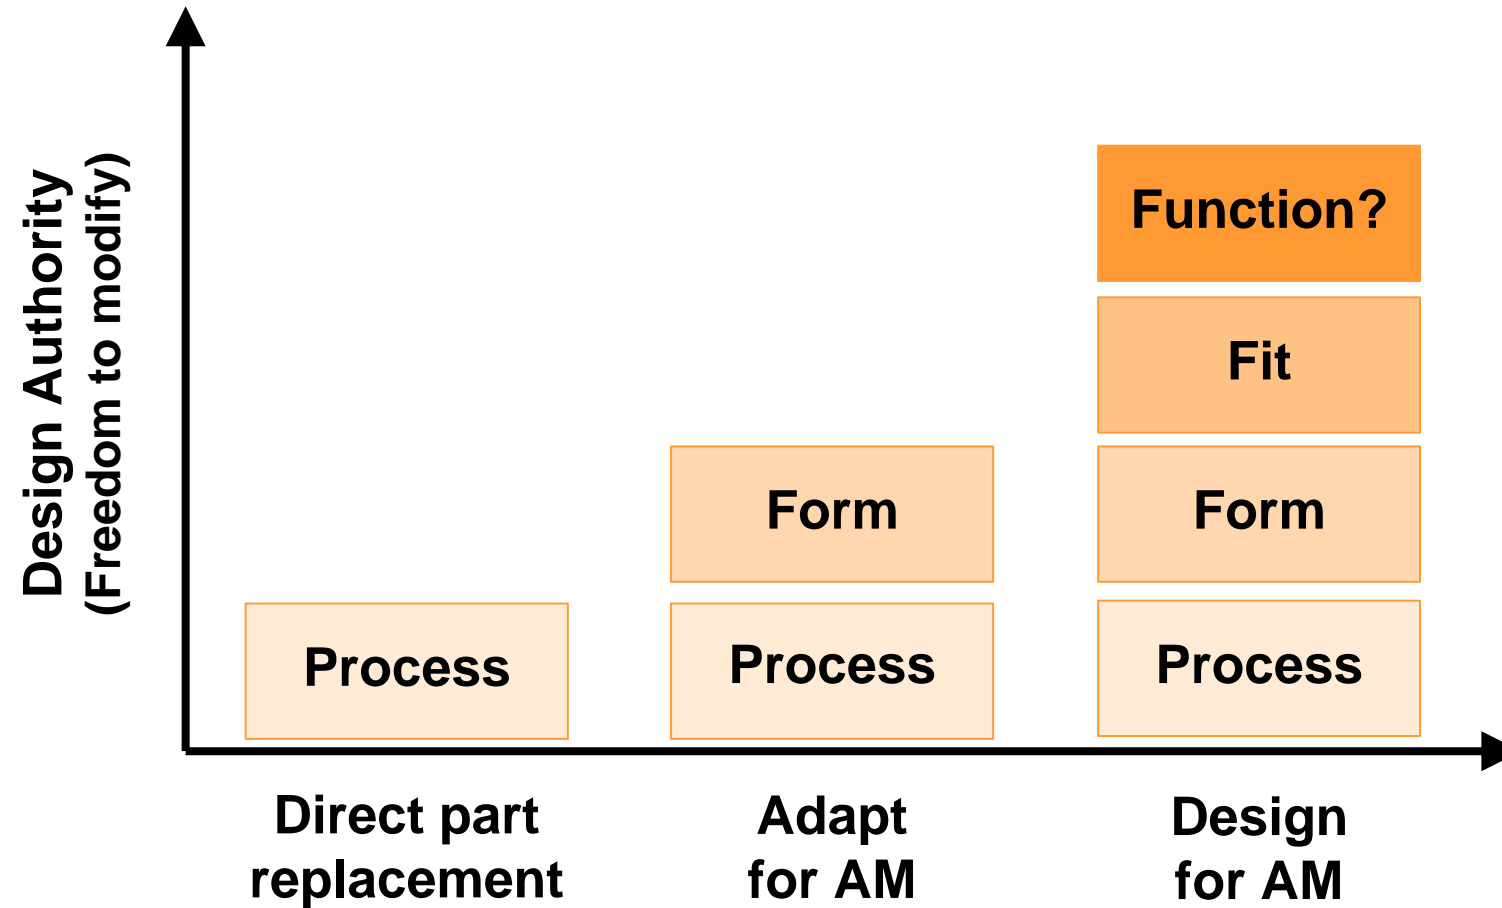 Design Authority
(Freedom to modify)
Function?
Fit
Form
Form
Process
Process
Process
Direct part
replacement
Adapt
for AM
Design
for AM